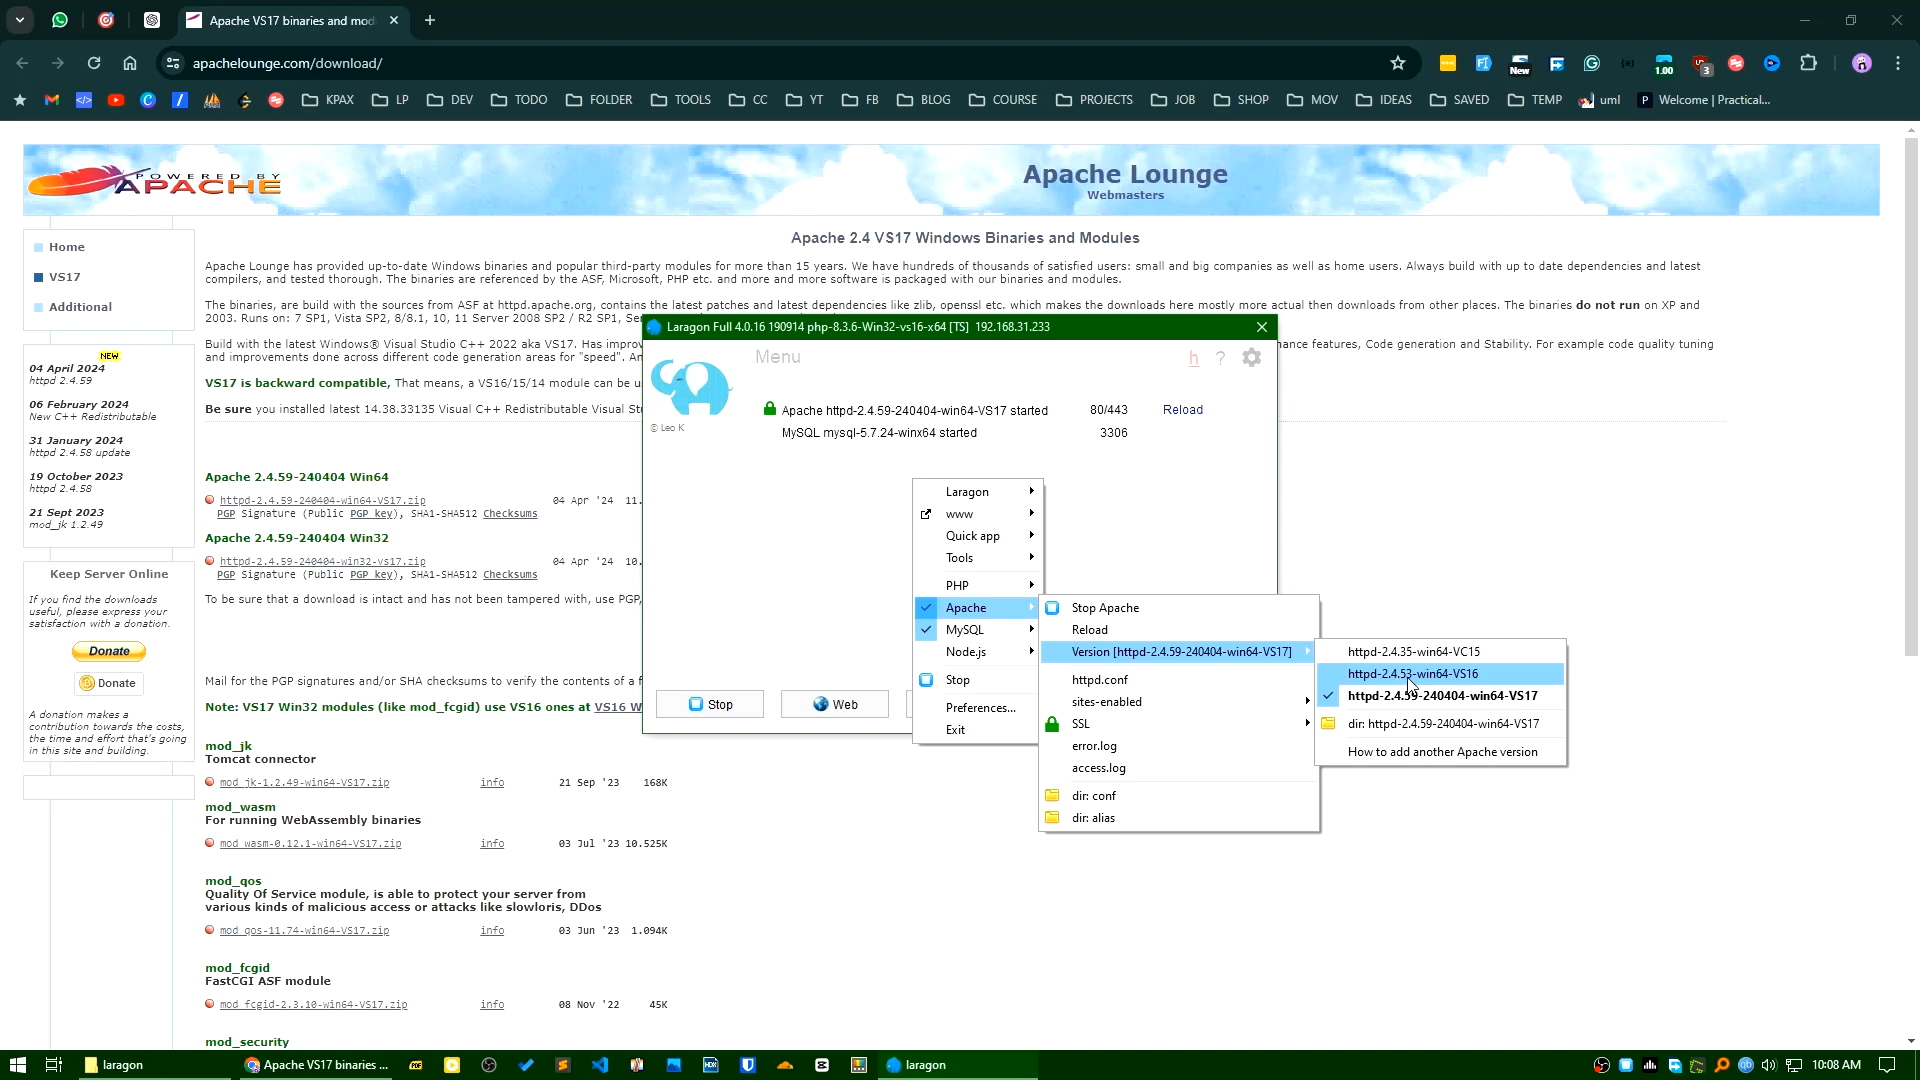 Apache VS17 binaries and mod
apachelounge.com/download/
New
1.00
3
KPAX
LP
DEV
TODO
FOLDER
TOOLS
CC
YT
FB
BLOG
COURSE
PROJECTS
JOB
SHOP
MOV
IDEAS
SAVED
TEMP
uml
Welcome | Practical...
POWERED BY
APACHE
Apache Lounge
Webmasters
Home
VS17
Additional
NEW
04 April 2024
httpd 2.4.59
06 February 2024
New C++ Redistributable
31 January 2024
httpd 2.4.58 update
19 October 2023
httpd 2.4.58
21 Sept 2023
mod_jk 1.2.49
Keep Server Online
If you find the downloads
useful, please express your
satisfaction with a donation.
Donate
Donate
A donation makes a
contribution towards the costs,
the time and effort that's going
in this site and building.
Apache 2.4 VS17 Windows Binaries and Modules
Apache Lounge has provided up-to-date Windows binaries and popular third-party modules for more than 15 years. We have hundreds of thousands of satisfied users: small and big companies as well as home users. Always build with up to date dependencies and latest
compilers, and tested thorough. The binaries are referenced by the ASF, Microsoft, PHP etc. and more and more software is packaged with our binaries and modules.
The binaries, are build with the sources from ASF at httpd.apache.org, contains the latest patches and latest dependencies like zlib, openssl etc. which makes the downloads here mostly more actual then downloads from other places. The binaries do not run on XP and
2003. Runs on: 7 SP1, Vista SP2, 8/8.1, 10, 11 Server 2008 SP2 / R2 SP1, Ser
Build with the latest Windows® Visual Studio C++ 2022 aka VS17. Has improv
ance features, Code generation and Stability. For example code quality tuning
and improvements done across different code generation areas for "speed". An
VS17 is backward compatible, That means, a VS16/15/14 module can be u
Be sure you installed latest 14.38.33135 Visual C++ Redistributable Visual St
Apache 2.4.59-240404 Win64
httpd-2.4.59-240404-win64-VS17.zip 04 Apr '24 11.
PGP Signature (Public PGP key), SHA1-SHA512 Checksums
Apache 2.4.59-240404 Win32
httpd-2.4.59-240404-win32-vs17.zip 04 Apr '24 10.
PGP Signature (Public PGP key), SHA1-SHA512 Checksums
To be sure that a download is intact and has not been tampered with, use PGP,
Mail for the PGP signatures and/or SHA checksums to verify the contents of a f
Note: VS17 Win32 modules (like mod_fcgid) use VS16 ones at VS16 W
mod_jk
Tomcat connector
mod_jk-1.2.49-win64-VS17.zip info 21 Sep '23 168K
mod_wasm
For running WebAssembly binaries
mod_wasm-0.12.1-win64-VS17.zip info 03 Jul '23 10.525K
mod_qos
Quality Of Service module, is able to protect your server from
various kinds of malicious access or attacks like slowloris, DDos
mod_qos-11.74-win64-VS17.zip info 03 Jun '23 1.094K
mod_fcgid
FastCGI ASF module
mod_fcgid-2.3.10-win64-VS17.zip info 08 Nov '22 45K
mod_security
Laragon Full 4.0.16 190914 php-8.3.6-Win32-vs16-x64 [TS] 192.168.31.233
Menu
h
?
© Leo K
Apache httpd-2.4.59-240404-win64-VS17 started 80/443 Reload
MySQL mysql-5.7.24-winx64 started 3306
Stop
Web
Laragon
www
Quick app
Tools
PHP
Apache
MySQL
Node.js
Stop
Preferences...
Exit
Stop Apache
Reload
Version [httpd-2.4.59-240404-win64-VS17]
httpd.conf
sites-enabled
SSL
error.log
access.log
dir: conf
dir: alias
httpd-2.4.35-win64-VC15
httpd-2.4.53-win64-VS16
httpd-2.4.59-240404-win64-VS17
dir: httpd-2.4.59-240404-win64-VS17
How to add another Apache version
laragon
Apache VS17 binaries ...
laragon
10:08 AM